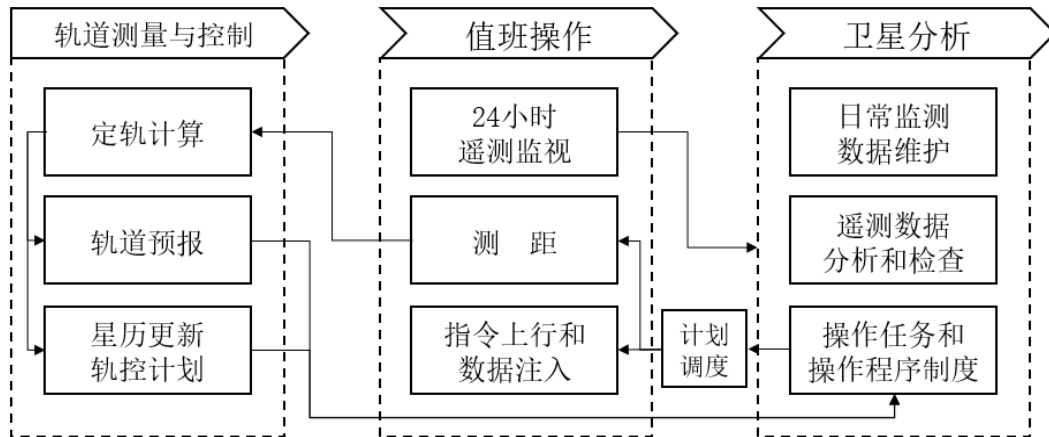 轨道测量与控制
定轨计算
轨道预报
星历更新
轨控计划
值班操作
24小时
遥测监视
测 距
指令上行和
数据注入
计划
调度
卫星分析
日常监测
数据维护
遥测数据
分析和检查
操作任务和
操作程序制度